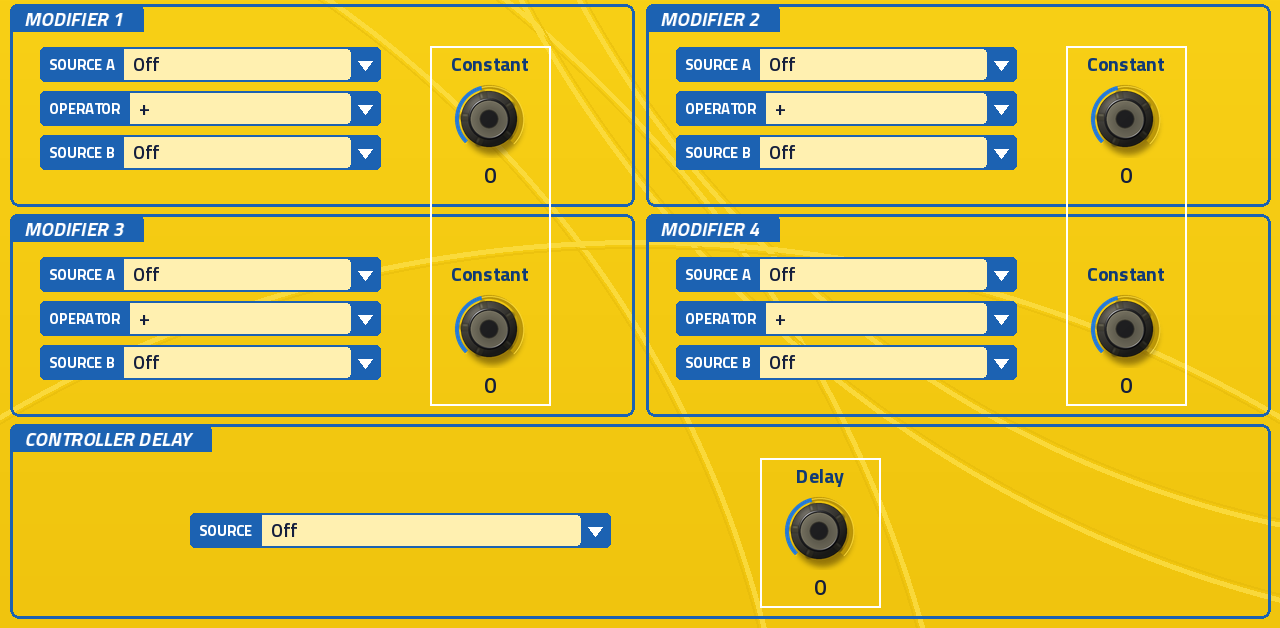 MODIFIER 1
SOURCE A Off
OPERATOR +
SOURCE B Off
Constant
0
MODIFIER 2
SOURCE A Off
OPERATOR +
SOURCE B Off
Constant
0
MODIFIER 3
SOURCE A Off
OPERATOR +
SOURCE B Off
Constant
0
MODIFIER 4
SOURCE A Off
OPERATOR +
SOURCE B Off
Constant
0
CONTROLLER DELAY
SOURCE Off
Delay
0